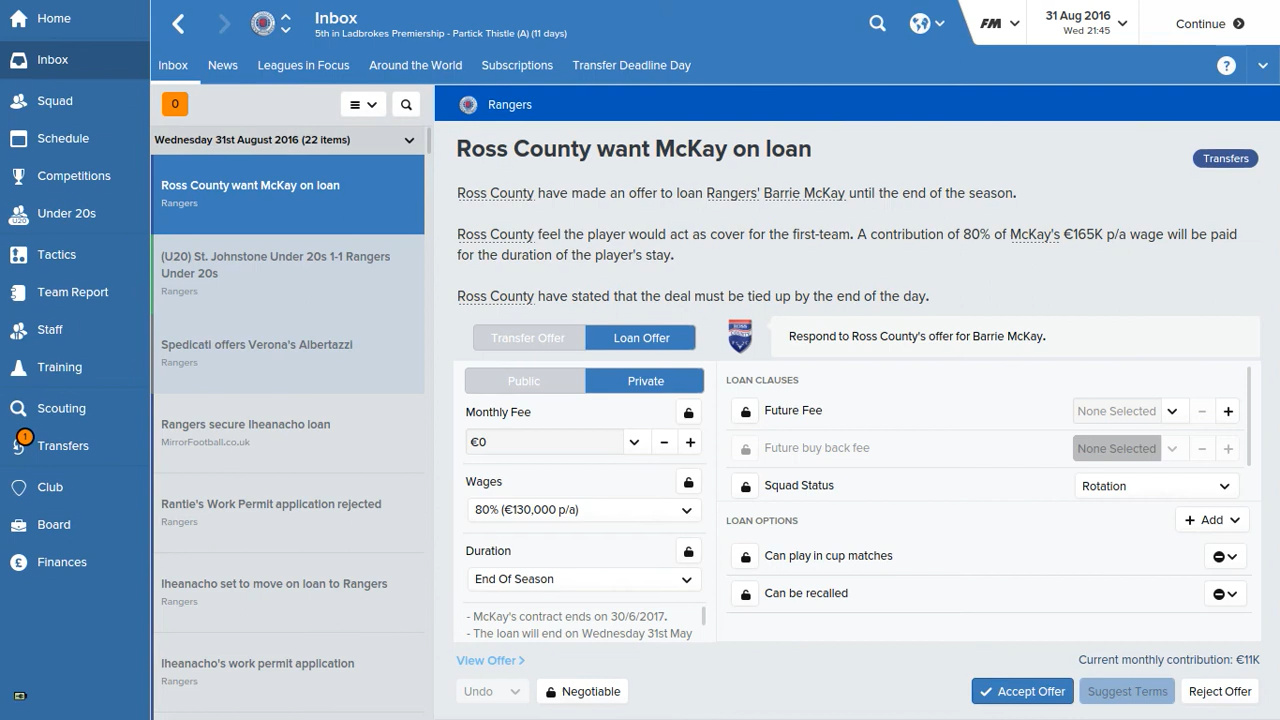 Home
Inbox
Squad
Schedule
Competitions
Under 20s
Tactics
Team Report
Staff
Training
Scouting
1
Transfers
Club
Board
Finances
Inbox
5th in Ladbrokes Premiership - Partick Thistle (A) (11 days)
FM
31 Aug 2016
Wed 21:45
Continue
Inbox
News
Leagues in Focus
Around the World
Subscriptions
Transfer Deadline Day
?
0
Wednesday 31st August 2016 (22 items)
Ross County want McKay on loan
Rangers
(U20) St. Johnstone Under 20s 1-1 Rangers
Under 20s
Rangers
Spedicati offers Verona's Albertazzi
Rangers
Rangers secure Iheanacho loan
MirrorFootball.co.uk
Rantie's Work Permit application rejected
Rangers
Iheanacho set to move on loan to Rangers
Rangers
Iheanacho's work permit application
Rangers
Rangers
Ross County want McKay on loan
Transfers
Ross County have made an offer to loan Rangers' Barrie McKay until the end of the season.
Ross County feel the player would act as cover for the first-team. A contribution of 80% of McKay's €165K p/a wage will be paid
for the duration of the player's stay.
Ross County have stated that the deal must be tied up by the end of the day.
Transfer Offer
Loan Offer
Respond to Ross County's offer for Barrie McKay.
Public
Private
Monthly Fee
€0
Wages
80% (€130,000 p/a)
Duration
End Of Season
- McKay's contract ends on 30/6/2017.
- The loan will end on Wednesday 31st May
LOAN CLAUSES
Future Fee
None Selected
Future buy back fee
None Selected
Squad Status
Rotation
LOAN OPTIONS
Add
Can play in cup matches
Can be recalled
View Offer >
Current monthly contribution: €11K
Undo
Negotiable
Accept Offer
Suggest Terms
Reject Offer